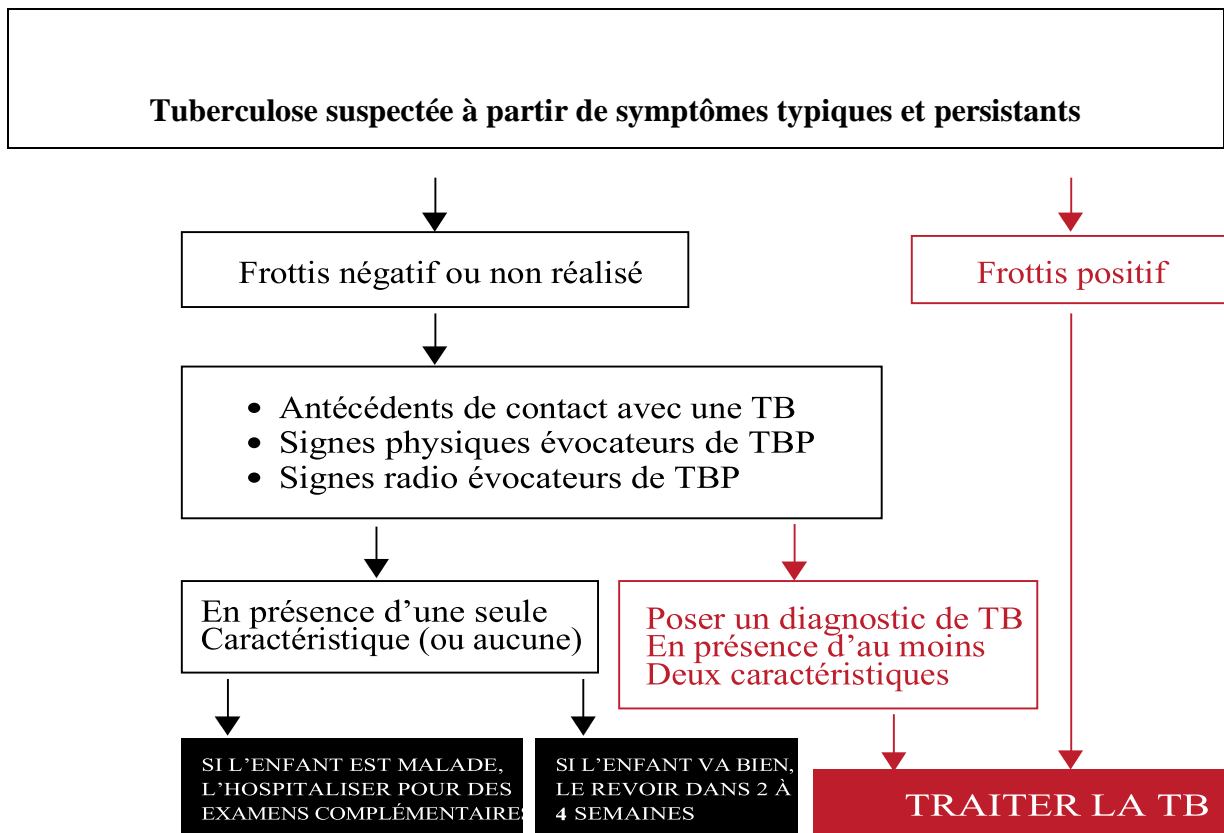 Tuberculose suspectée à partir de symptômes typiques et persistants
Frottis négatif ou non réalisé
Frottis positif
• Antécédents de contact avec une TB
• Signes physiques évocateurs de TBP
• Signes radio évocateurs de TBP
En présence d’une seule
Caractéristique (ou aucune)
Poser un diagnostic de TB
En présence d’au moins
Deux caractéristiques
SI L’ENFANT EST MALADE,
L’HOSPITALISER POUR DES
EXAMENS COMPLÉMENTAIRES
SI L’ENFANT VA BIEN,
LE REVOIR DANS 2 À
4 SEMAINES
TRAITER LA TB